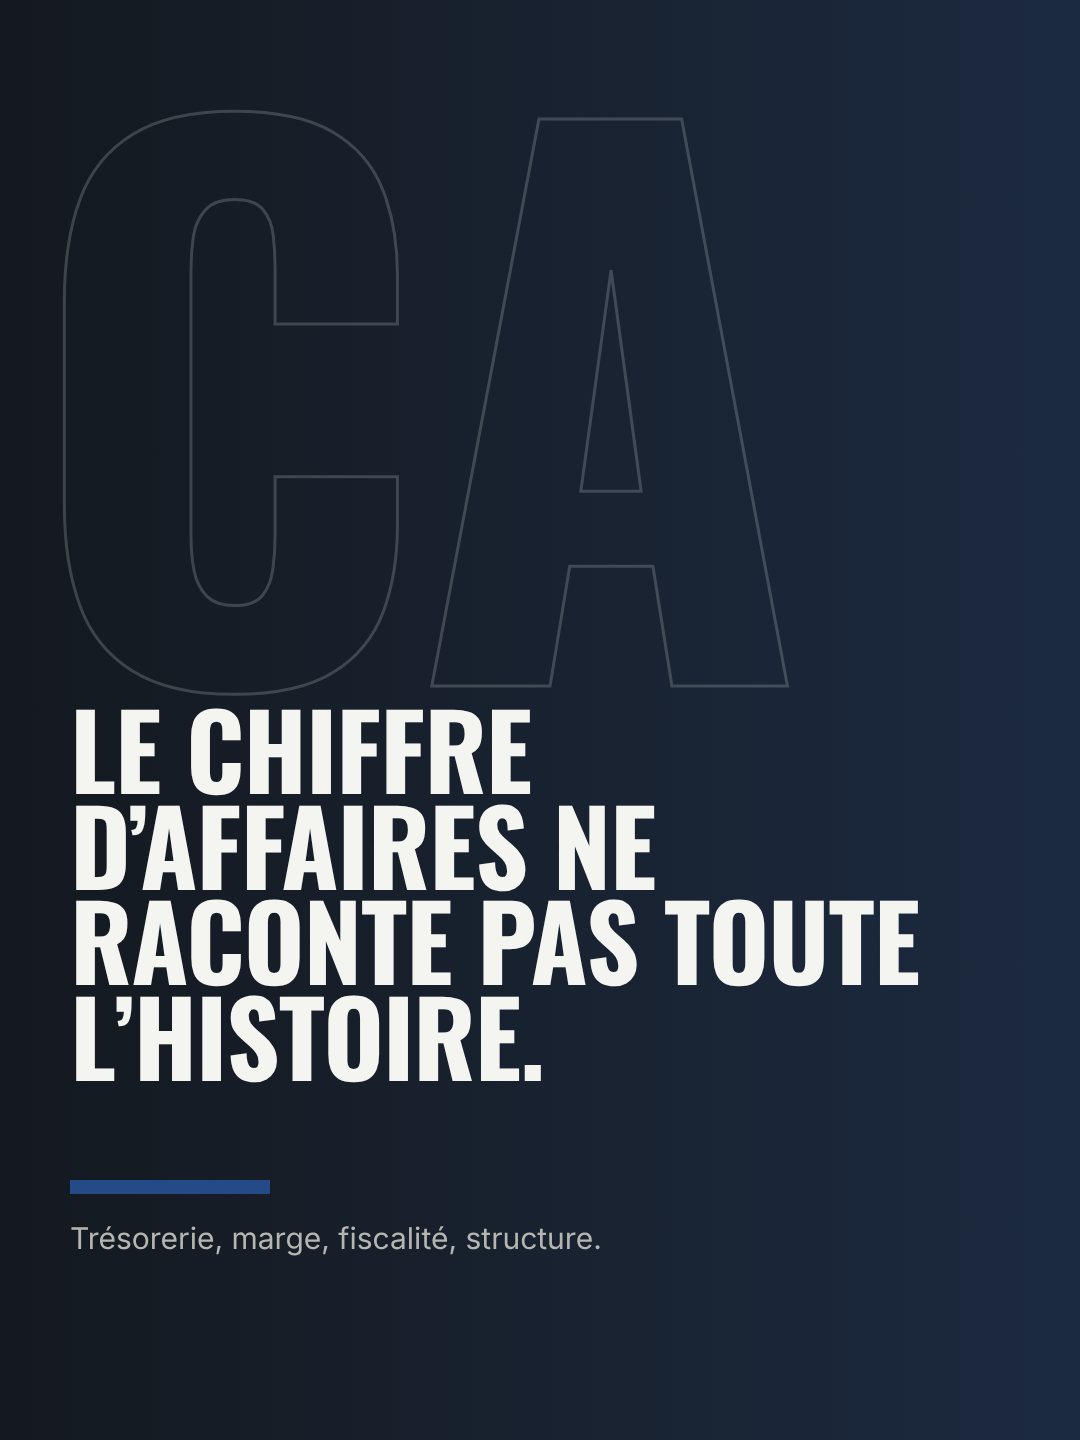 CA
LE CHIFFRE
D’AFFAIRES NE
RACONTE PAS TOUTE
L’HISTOIRE.
Trésorerie, marge, fiscalité, structure.